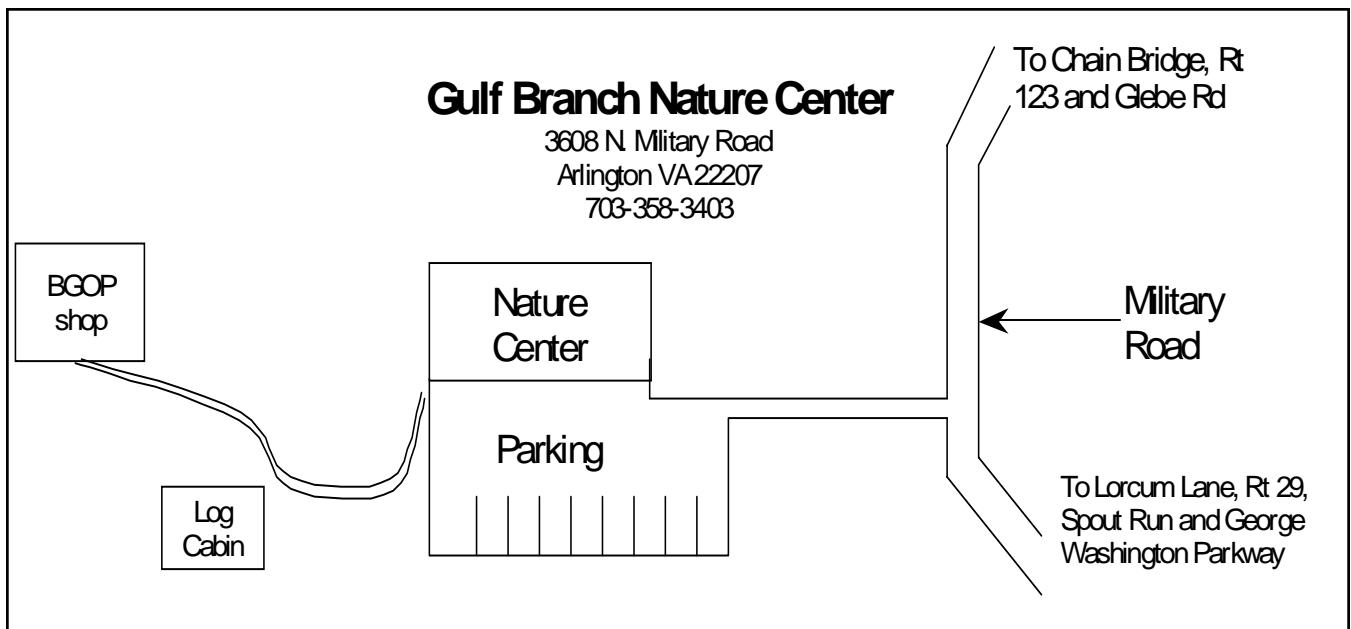 Gulf Branch Nature Center
3608 N. Military Road
Arlington VA 22207
703-358-3403
To Chain Bridge, Rt
123 and Glebe Rd
BGOP
shop
Nature
Center
Military
Road
Parking
Log
Cabin
To Lorcum Lane, Rt 29,
Spout Run and George
Washington Parkway